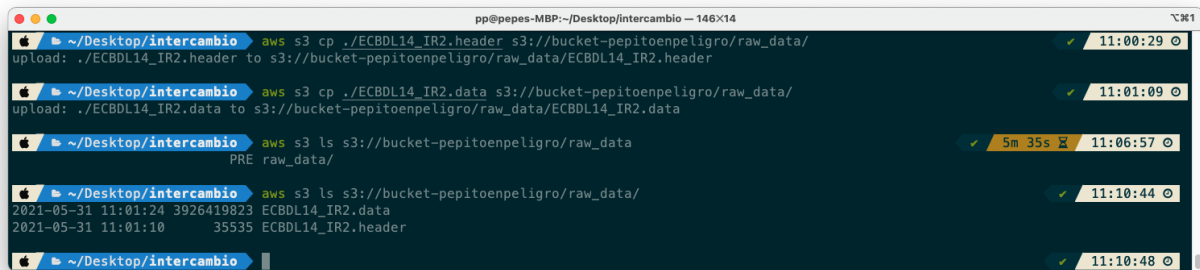 pp@pepes-MBP:~/Desktop/intercambio — 146×14 ⌥⌘1
~/Desktop/intercambio aws s3 cp ./ECBDL14_IR2.header s3://bucket-pepitoenpeligro/raw_data/ ✔ 11:00:29
upload: ./ECBDL14_IR2.header to s3://bucket-pepitoenpeligro/raw_data/ECBDL14_IR2.header
~/Desktop/intercambio aws s3 cp ./ECBDL14_IR2.data s3://bucket-pepitoenpeligro/raw_data/ ✔ 11:01:09
upload: ./ECBDL14_IR2.data to s3://bucket-pepitoenpeligro/raw_data/ECBDL14_IR2.data
~/Desktop/intercambio aws s3 ls s3://bucket-pepitoenpeligro/raw_data ✔ 5m 35s 11:06:57
PRE raw_data/
~/Desktop/intercambio aws s3 ls s3://bucket-pepitoenpeligro/raw_data/ ✔ 11:10:44
2021-05-31 11:01:24 3926419823 ECBDL14_IR2.data
2021-05-31 11:01:10 35535 ECBDL14_IR2.header
~/Desktop/intercambio ✔ 11:10:48